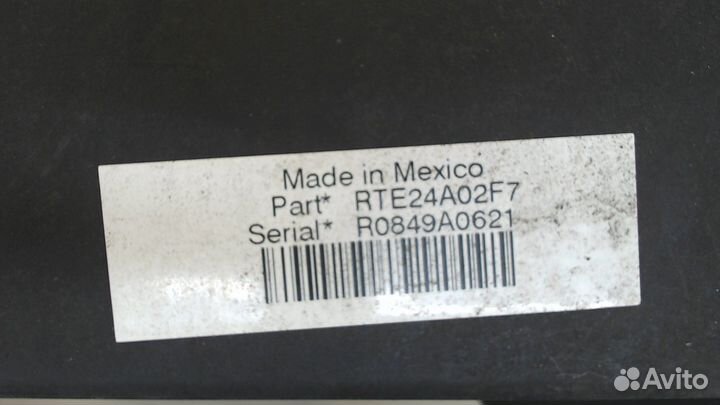 Made in Mexico
Part* RTE24A02F7
Serial* R0849A0621
Avito